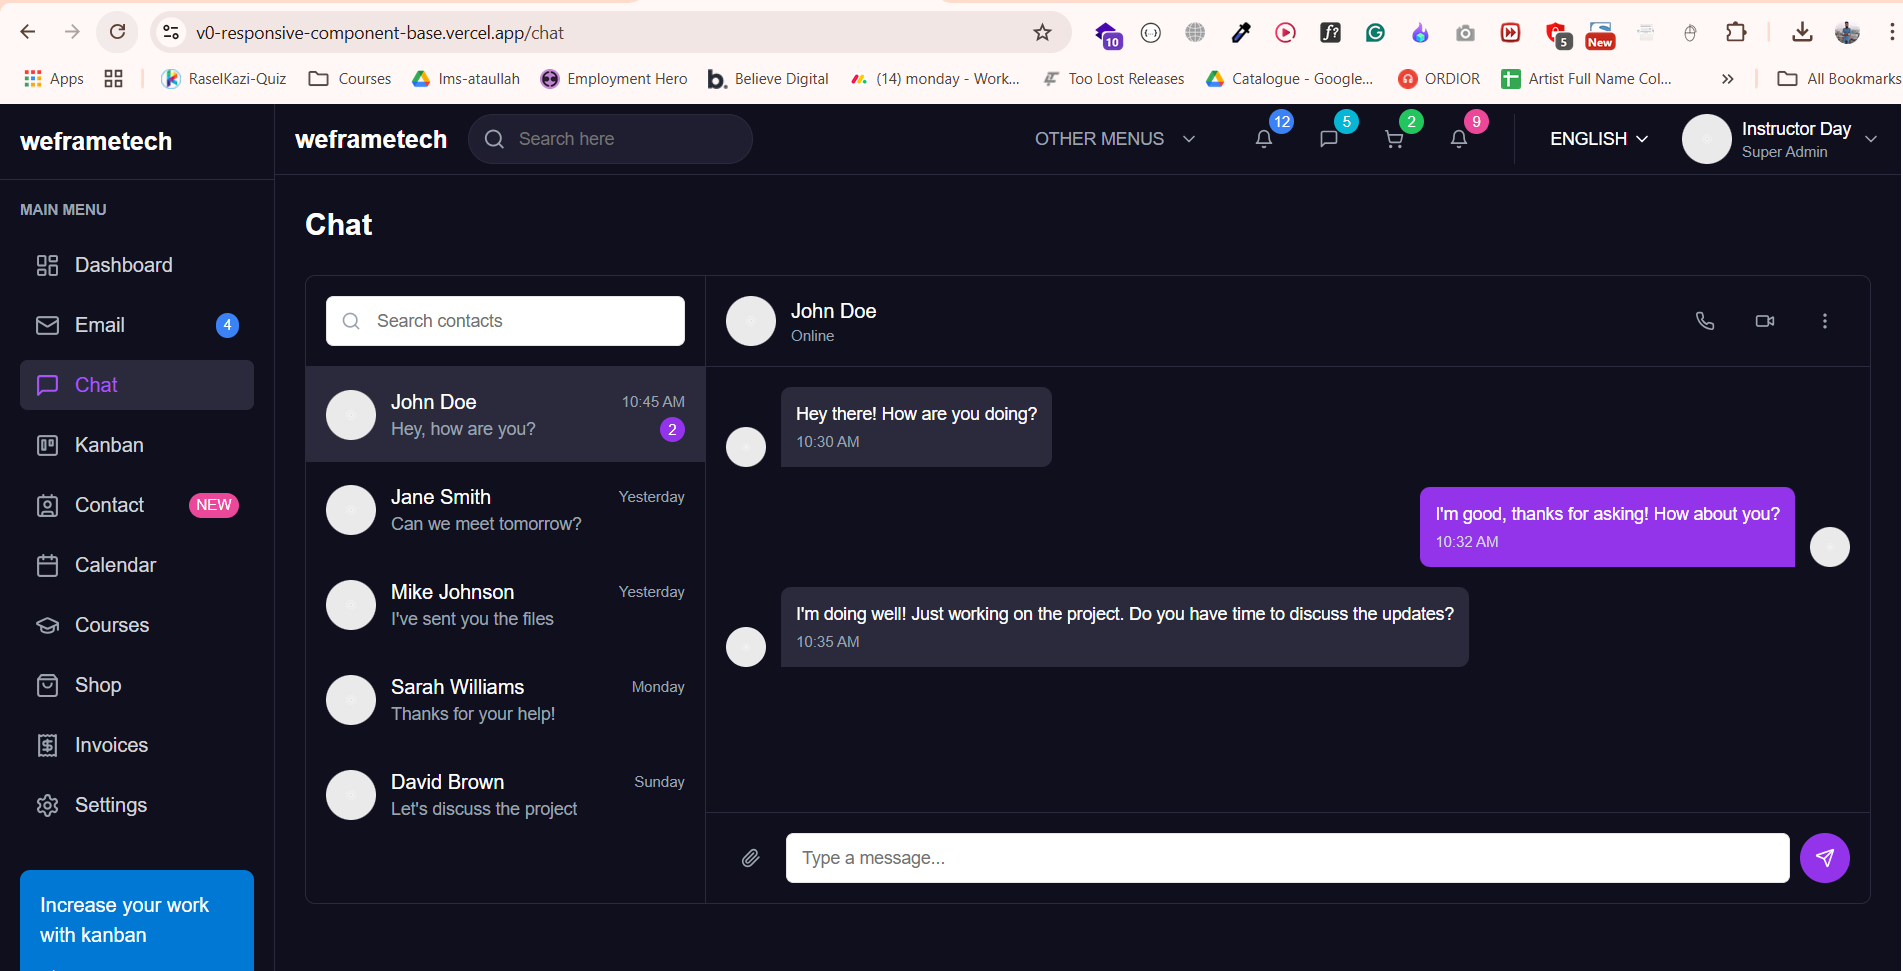 v0-responsive-component-base.vercel.app/chat
10
f?
5
New
Apps
RaselKazi-Quiz
Courses
lms-ataullah
Employment Hero
b.
Believe Digital
(14) monday - Work...
Too Lost Releases
Catalogue - Google...
ORDIOR
Artist Full Name Col...
»
All Bookmarks
weframetech
weframetech
Search here
OTHER MENUS
12
5
2
9
ENGLISH
Instructor Day
Super Admin
MAIN MENU
Dashboard
Email
4
Chat
Kanban
Contact
NEW
Calendar
Courses
Shop
Invoices
Settings
Increase your work
with kanban
Chat
Search contacts
John Doe
10:45 AM
Hey, how are you?
2
Jane Smith
Yesterday
Can we meet tomorrow?
Mike Johnson
Yesterday
I've sent you the files
Sarah Williams
Monday
Thanks for your help!
David Brown
Sunday
Let's discuss the project
John Doe
Online
Hey there! How are you doing?
10:30 AM
I'm good, thanks for asking! How about you?
10:32 AM
I'm doing well! Just working on the project. Do you have time to discuss the updates?
10:35 AM
Type a message...